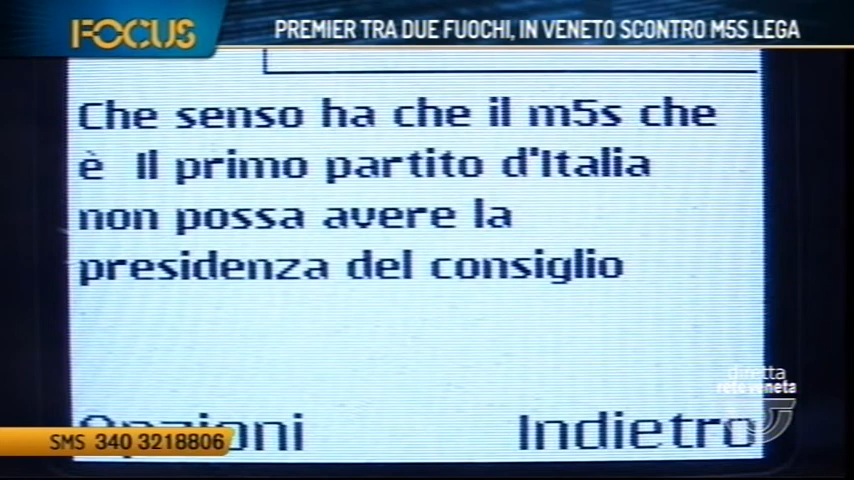 FOCUS
PREMIER TRA DUE FUOCHI, IN VENETO SCONTRO M5S LEGA
Che senso ha che il m5s che
è Il primo partito d'Italia
non possa avere la
presidenza del consiglio
diretta
rete veneta
Opzioni Indietro
SMS 340 3218806